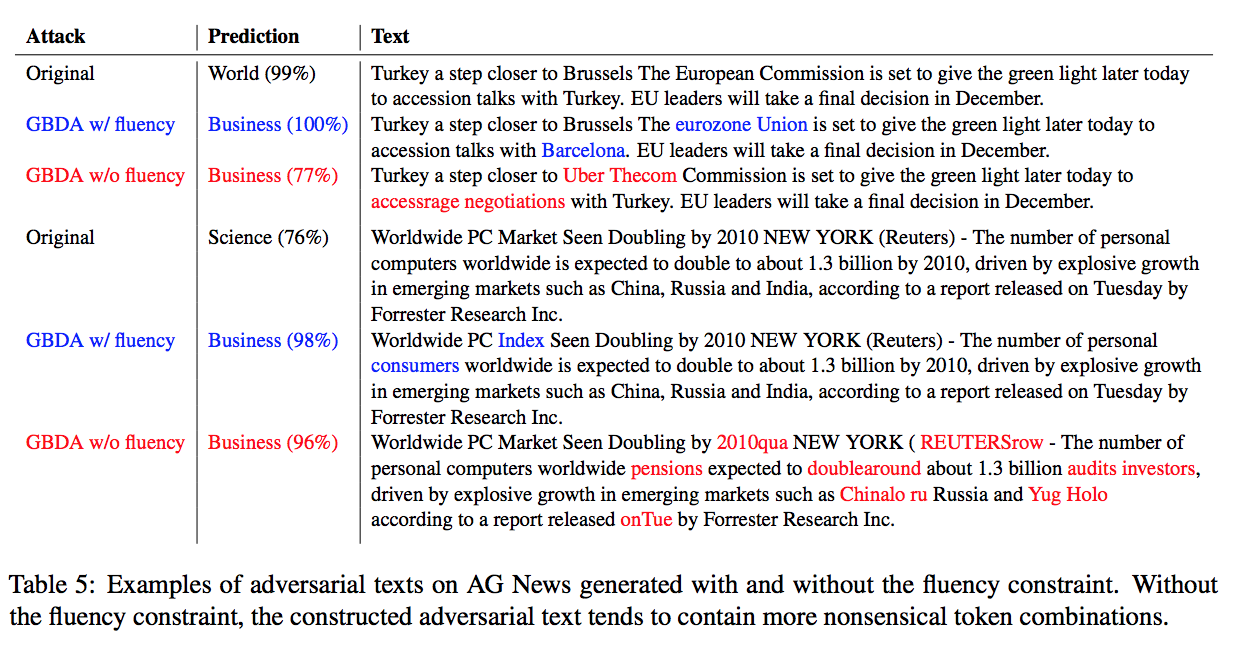 Attack Prediction Text
Original World (99%) Turkey a step closer to Brussels The European Commission is set to give the green light later today
to accession talks with Turkey. EU leaders will take a final decision in December.
GBDA w/ fluency Business (100%) Turkey a step closer to Brussels The eurozone Union is set to give the green light later today to
accession talks with Barcelona. EU leaders will take a final decision in December.
GBDA w/o fluency Business (77%) Turkey a step closer to Uber Thecom Commission is set to give the green light later today to
accessrage negotiations with Turkey. EU leaders will take a final decision in December.
Original Science (76%) Worldwide PC Market Seen Doubling by 2010 NEW YORK (Reuters) - The number of personal
computers worldwide is expected to double to about 1.3 billion by 2010, driven by explosive growth
in emerging markets such as China, Russia and India, according to a report released on Tuesday by
Forrester Research Inc.
GBDA w/ fluency Business (98%) Worldwide PC Index Seen Doubling by 2010 NEW YORK (Reuters) - The number of personal
consumers worldwide is expected to double to about 1.3 billion by 2010, driven by explosive growth
in emerging markets such as China, Russia and India, according to a report released on Tuesday by
Forrester Research Inc.
GBDA w/o fluency Business (96%) Worldwide PC Market Seen Doubling by 2010qua NEW YORK ( REUTERSrow - The number of
personal computers worldwide pensions expected to doublearound about 1.3 billion audits investors,
driven by explosive growth in emerging markets such as Chinalo ru Russia and Yug Holo
according to a report released onTue by Forrester Research Inc.
Table 5: Examples of adversarial texts on AG News generated with and without the fluency constraint. Without
the fluency constraint, the constructed adversarial text tends to contain more nonsensical token combinations.